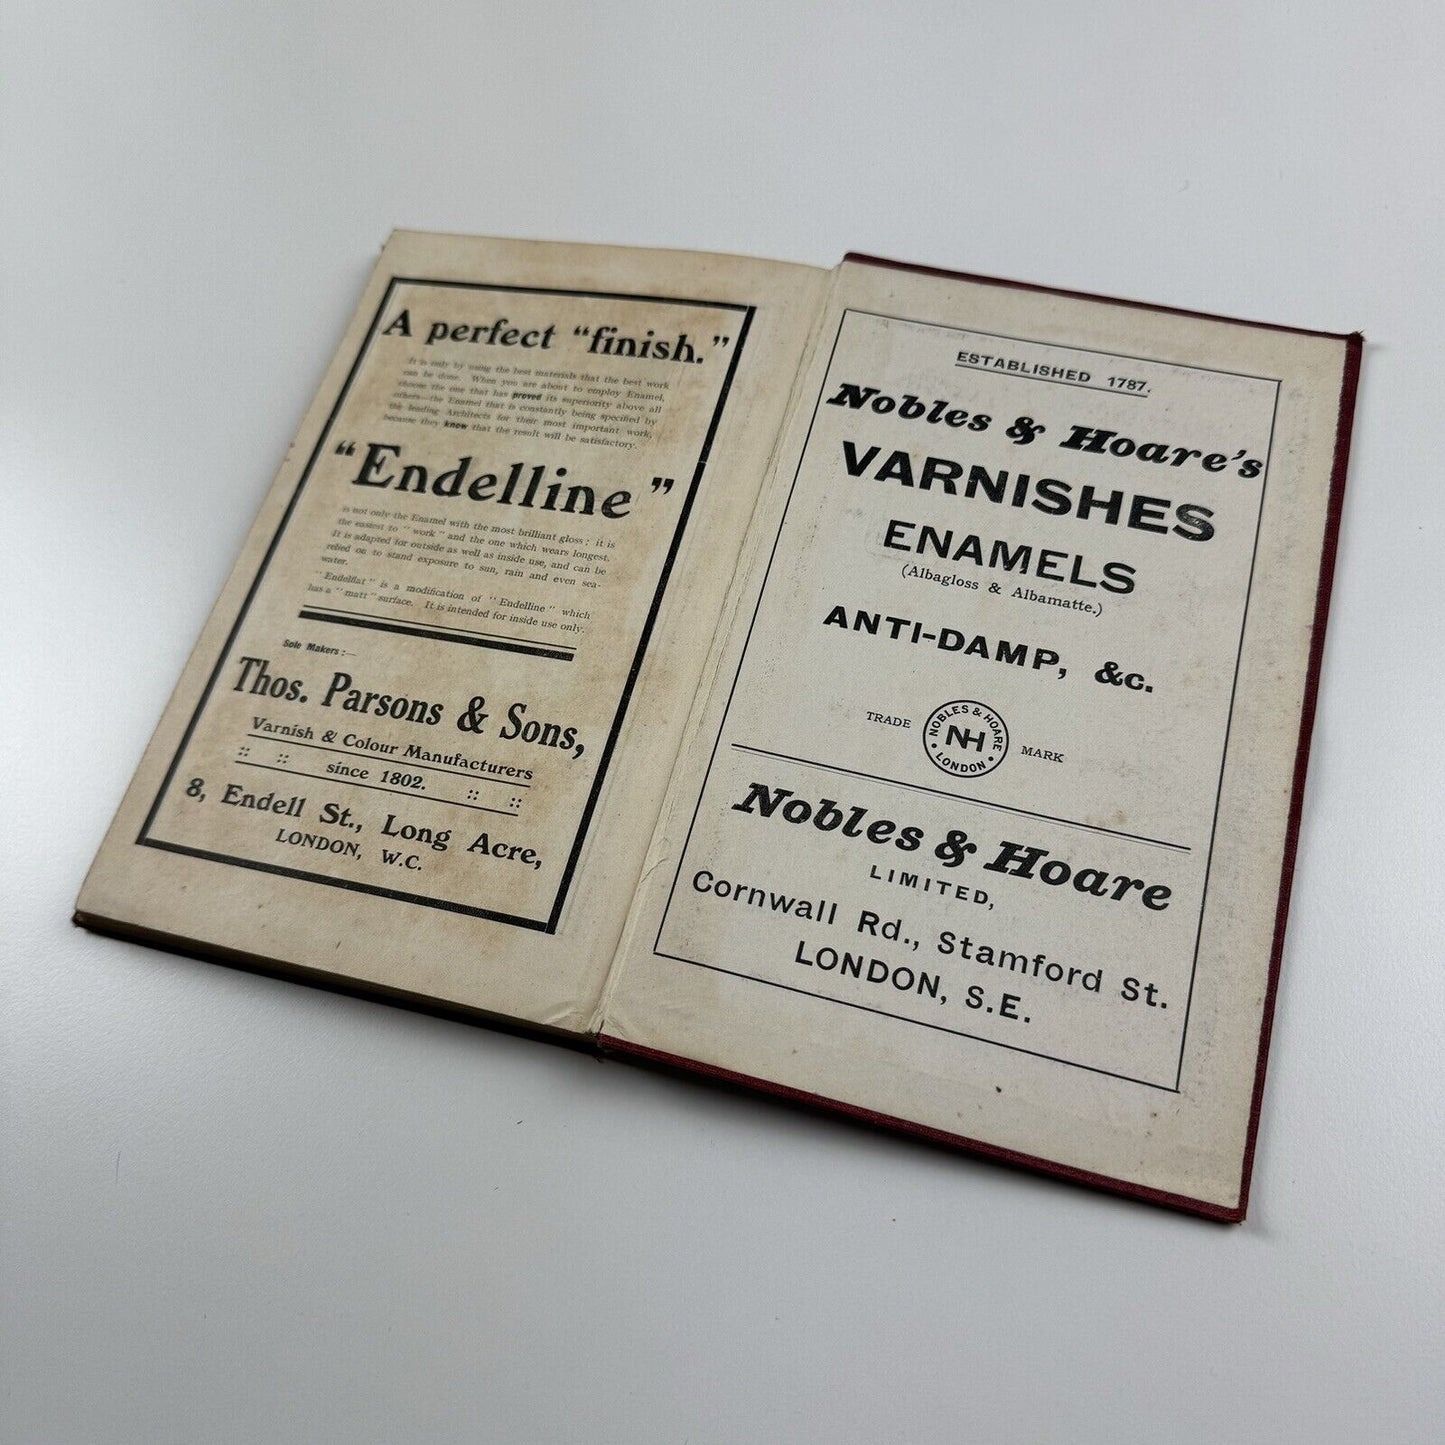 A perfect “finish.”
It is only by using the best materials that the best work
can be done. When you are about to employ Enamel,
choose the one that has proved its superiority above all
others—the Enamel that is constantly being specified by
the leading Architects for their most important work,
because they know that the result will be satisfactory.
“Endelline”
is not only the Enamel with the most brilliant gloss; it is
the easiest to “work” and the one which wears longest.
It is adapted for outside as well as inside use, and can be
relied on to stand exposure to sun, rain and even sea-
water.
“Endelflat” is a modification of “Endelline” which
has a “matt” surface. It is intended for inside use only.
Sole Makers:—
Thos. Parsons & Sons,
Varnish & Colour Manufacturers
:: :: since 1802. :: ::
8, Endell St., Long Acre,
LONDON, W.C.
ESTABLISHED 1787.
Nobles & Hoare’s
VARNISHES
ENAMELS
(Albagloss & Albamatte.)
ANTI-DAMP, &c.
TRADE MARK
NOBLES & HOARE
NH
LONDON
Nobles & Hoare
LIMITED,
Cornwall Rd., Stamford St.
LONDON, S.E.